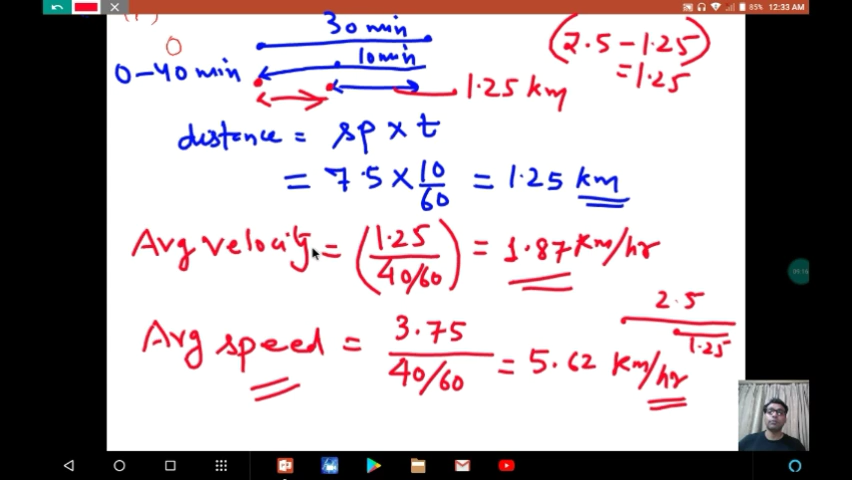 12:33 AM
85%
30 min
(2.5 - 1.25)
= 1.25
0
10 min
0-40 min
1.25 km
distance = sp × t
= 7.5 × 10/60 = 1.25 km
Avg velocity = (1.25 / 40/60) = 1.87 Km/hr
2.5
1.25
Avg speed = 3.75 / 40/60 = 5.62 Km/hr